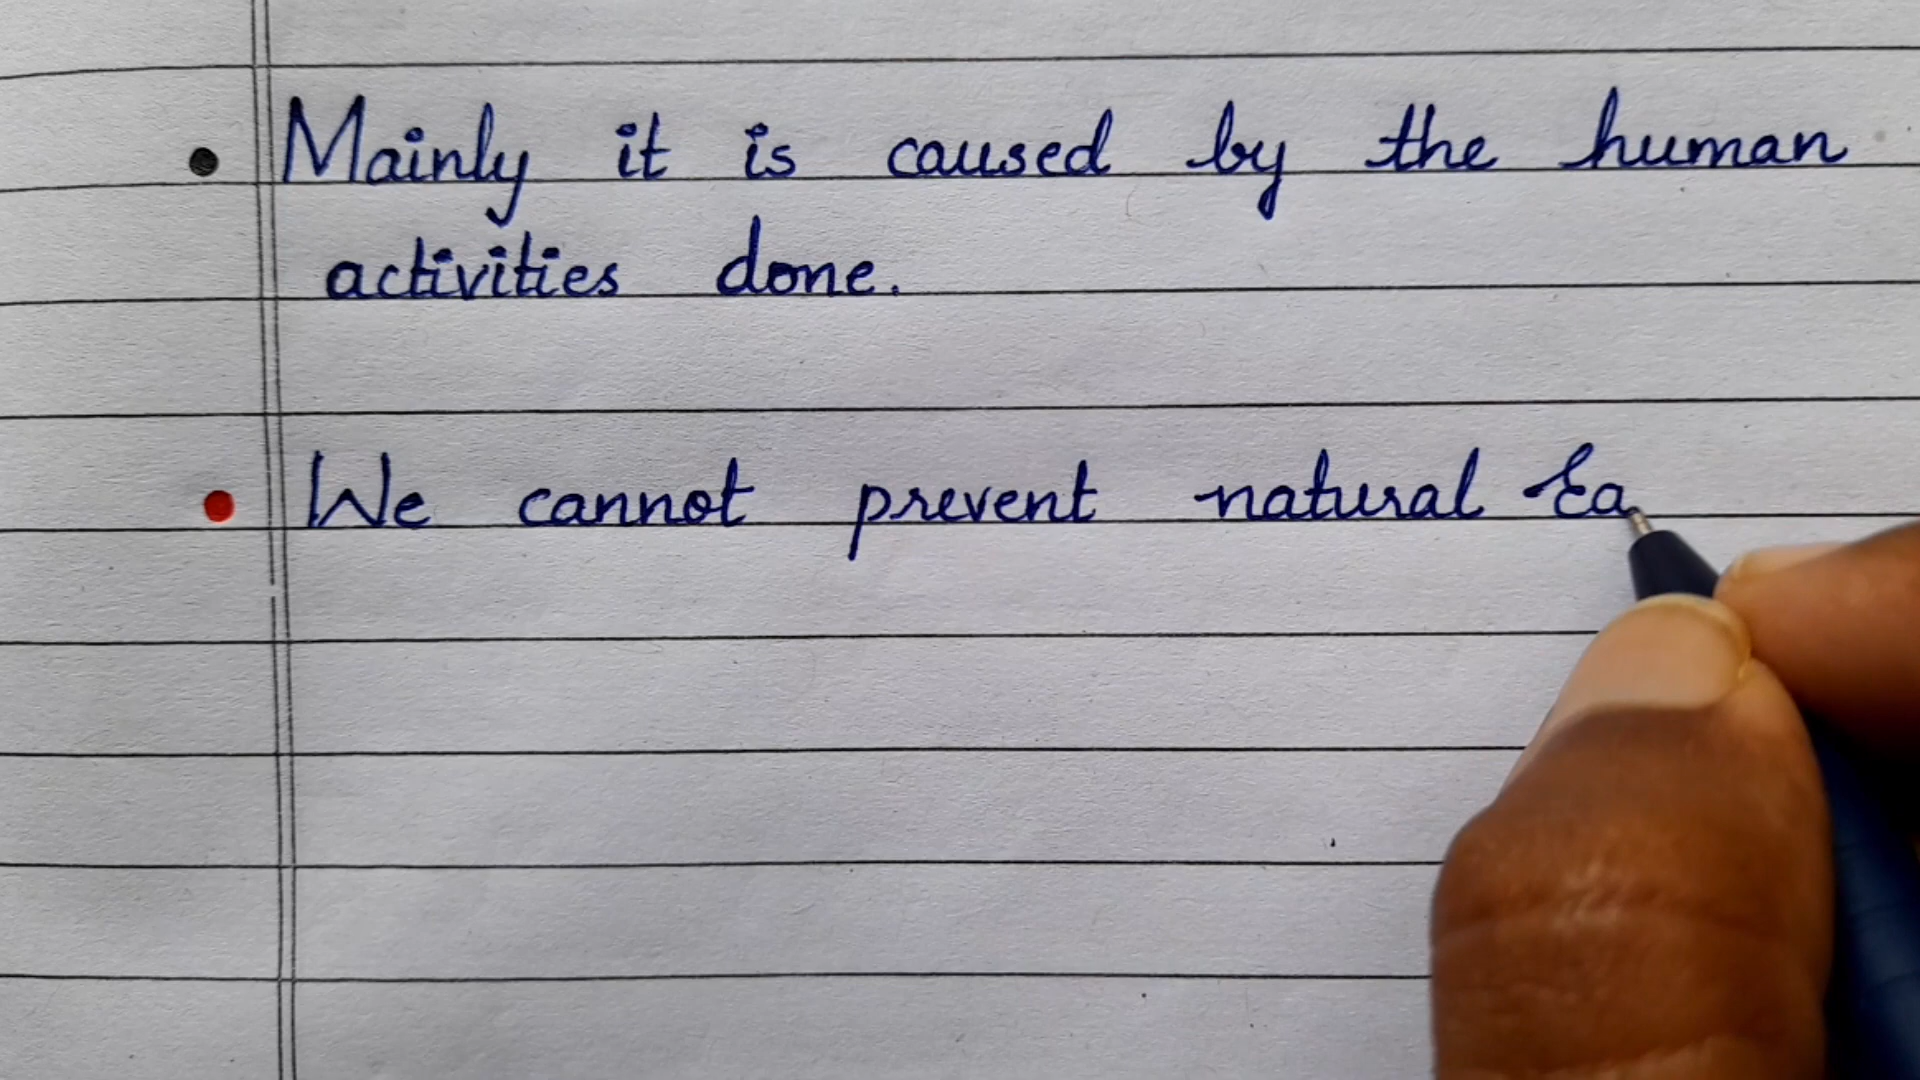 Mainly it is caused by the human
activities done.
We cannot prevent natural Ea